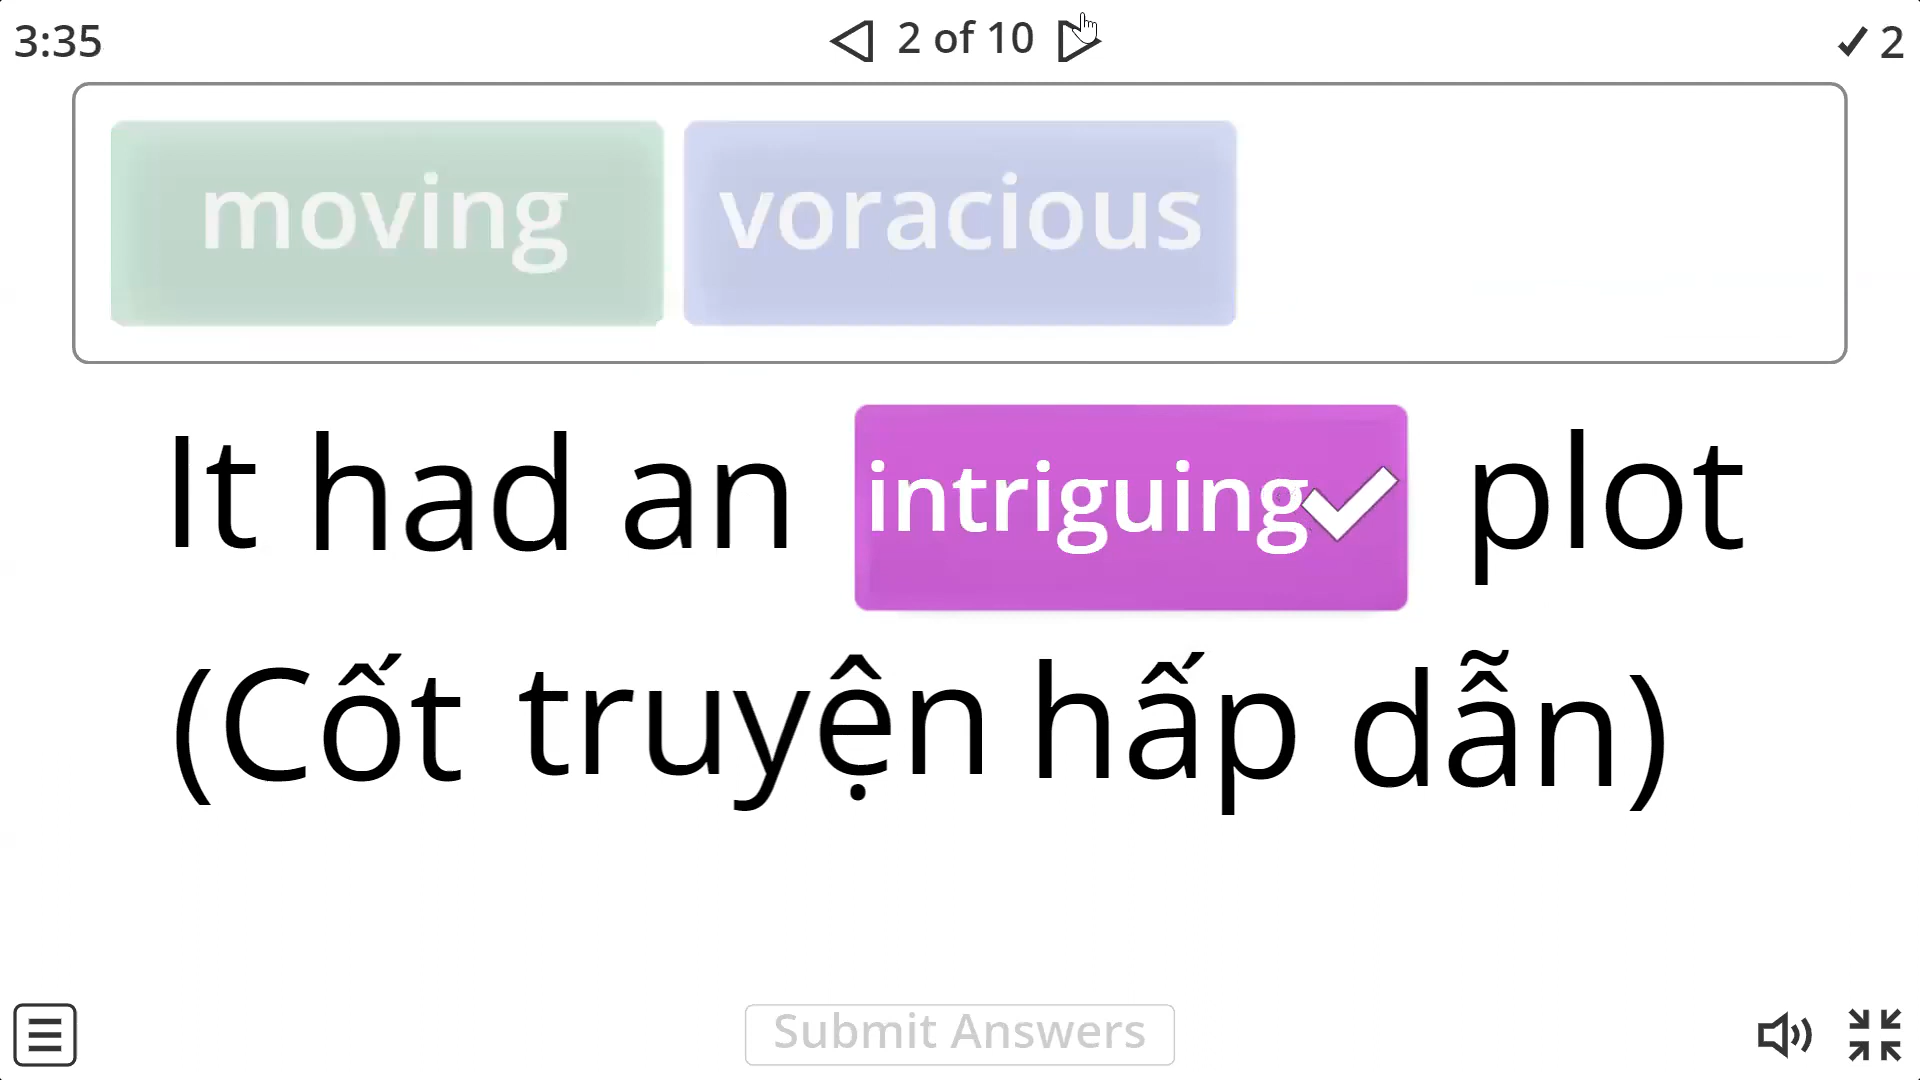 3:35
2 of 10
2
moving
voracious
It had an intriguing plot
(Cốt truyện hấp dẫn)
Submit Answers